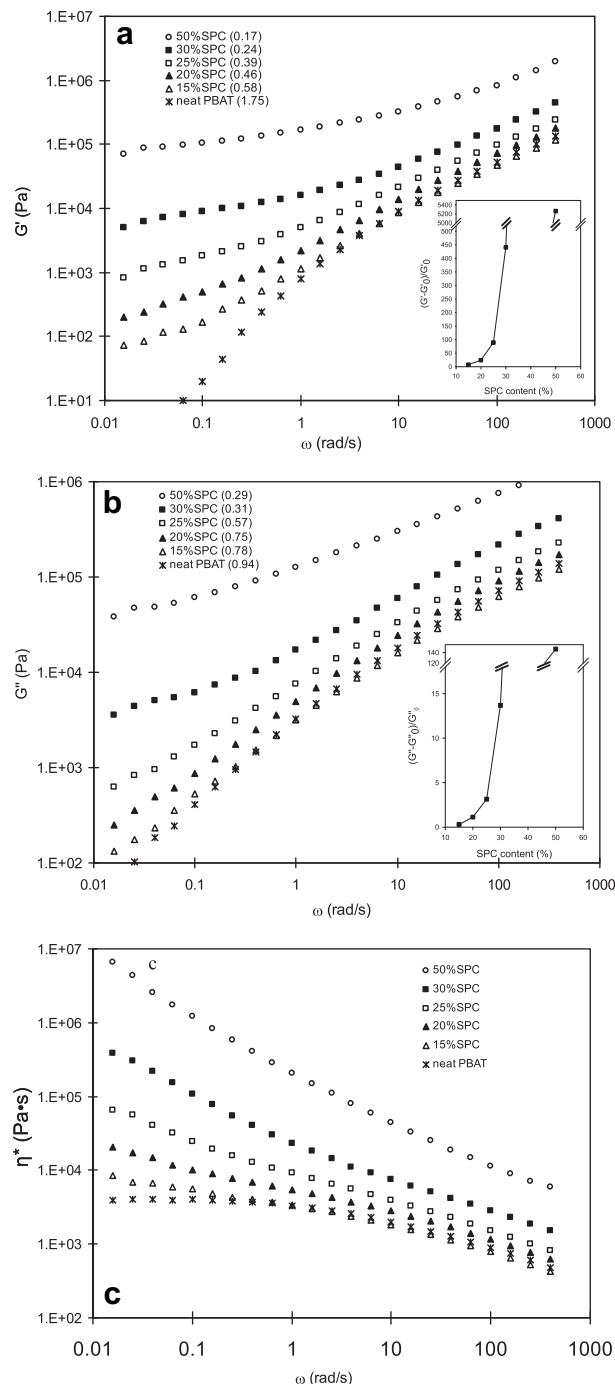 a
50%SPC (0.17)
30%SPC (0.24)
25%SPC (0.39)
20%SPC (0.46)
15%SPC (0.58)
neat PBAT (1.75)
1.E+07
1.E+06
1.E+05
1.E+04
1.E+03
1.E+02
1.E+01
G' (Pa)
0.01 0.1 1 10 100 1000
ω (rad/s)
5400
5200
5000
500
450
400
350
300
250
200
150
100
50
0
(G'-G'0)/G'0
10 20 30 40 50 60
SPC content (%)
b
50%SPC (0.29)
30%SPC (0.31)
25%SPC (0.57)
20%SPC (0.75)
15%SPC (0.78)
neat PBAT (0.94)
1.E+06
1.E+05
1.E+04
1.E+03
1.E+02
G'' (Pa)
0.01 0.1 1 10 100 1000
ω (rad/s)
140
120
15
10
5
0
(G''-G''0)/G''0
10 20 30 40 50 60
SPC content (%)
c
50%SPC
30%SPC
25%SPC
20%SPC
15%SPC
neat PBAT
1.E+07
1.E+06
1.E+05
1.E+04
1.E+03
1.E+02
η* (Pa•s)
c
0.01 0.1 1 10 100 1000
ω (rad/s)